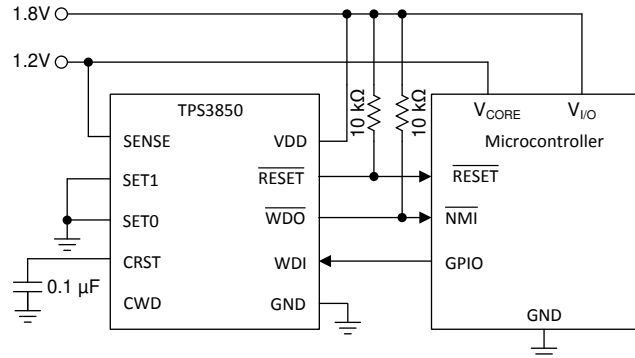 1.8V
1.2V
TPS3850
SENSE
SET1
SET0
CRST
CWD
VDD
RESET
WDO
WDI
GND
0.1 µF
10 kΩ
10 kΩ
VCORE
VI/O
Microcontroller
RESET
NMI
GPIO
GND